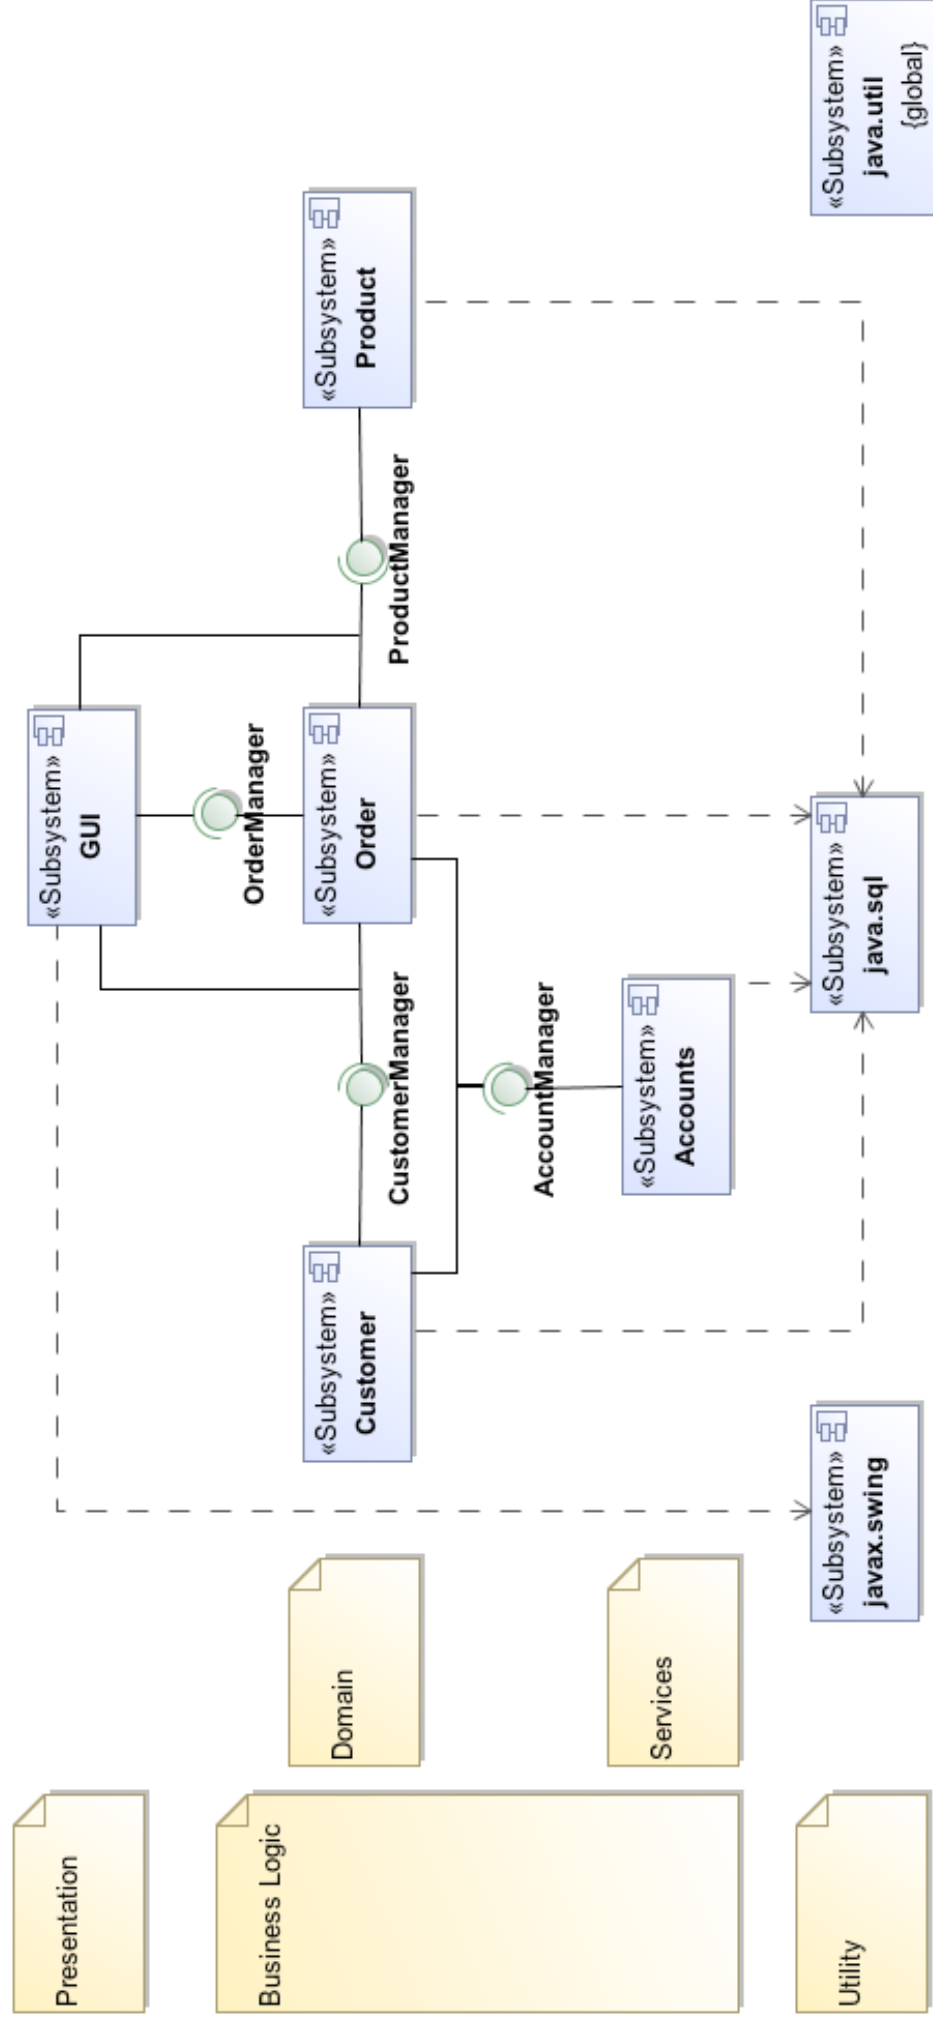 Presentation
«Subsystem»
GUI
Business Logic
OrderManager
Domain
«Subsystem»
Customer
CustomerManager
«Subsystem»
Order
ProductManager
«Subsystem»
Product
AccountManager
Services
«Subsystem»
Accounts
Utility
«Subsystem»
javax.swing
«Subsystem»
java.sql
«Subsystem»
java.util
{global}